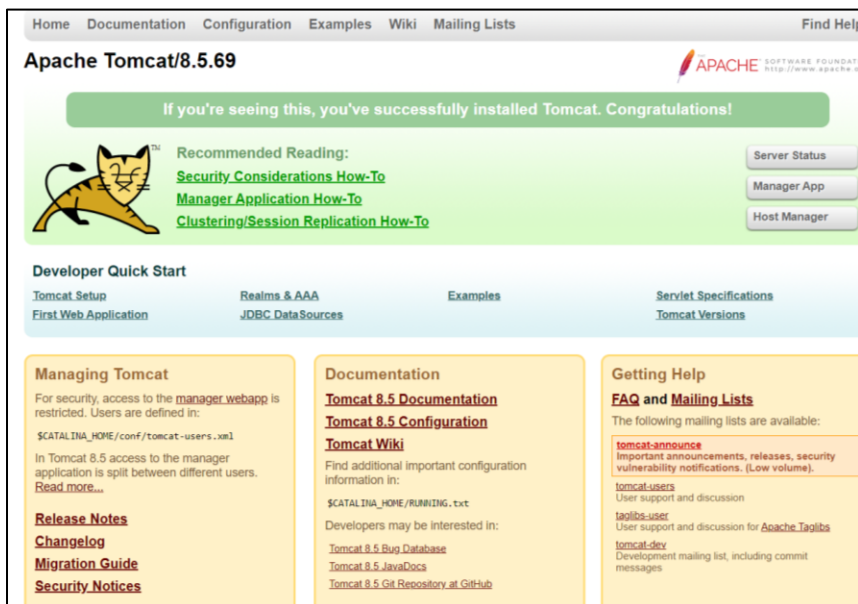 Home Documentation Configuration Examples Wiki Mailing Lists Find Help
Apache Tomcat/8.5.69
APACHE SOFTWARE FOUNDAT
http://www.apache.o
If you're seeing this, you've successfully installed Tomcat. Congratulations!
TM
Recommended Reading:
Security Considerations How-To
Manager Application How-To
Clustering/Session Replication How-To
Server Status
Manager App
Host Manager
Developer Quick Start
Tomcat Setup
First Web Application
Realms & AAA
JDBC DataSources
Examples
Servlet Specifications
Tomcat Versions
Managing Tomcat
For security, access to the manager webapp is
restricted. Users are defined in:
$CATALINA_HOME/conf/tomcat-users.xml
In Tomcat 8.5 access to the manager
application is split between different users.
Read more...
Release Notes
Changelog
Migration Guide
Security Notices
Documentation
Tomcat 8.5 Documentation
Tomcat 8.5 Configuration
Tomcat Wiki
Find additional important configuration
information in:
$CATALINA_HOME/RUNNING.txt
Developers may be interested in:
Tomcat 8.5 Bug Database
Tomcat 8.5 JavaDocs
Tomcat 8.5 Git Repository at GitHub
Getting Help
FAQ and Mailing Lists
The following mailing lists are available:
tomcat-announce
Important announcements, releases, security
vulnerability notifications. (Low volume).
tomcat-users
User support and discussion
taglibs-user
User support and discussion for Apache Taglibs
tomcat-dev
Development mailing list, including commit
messages